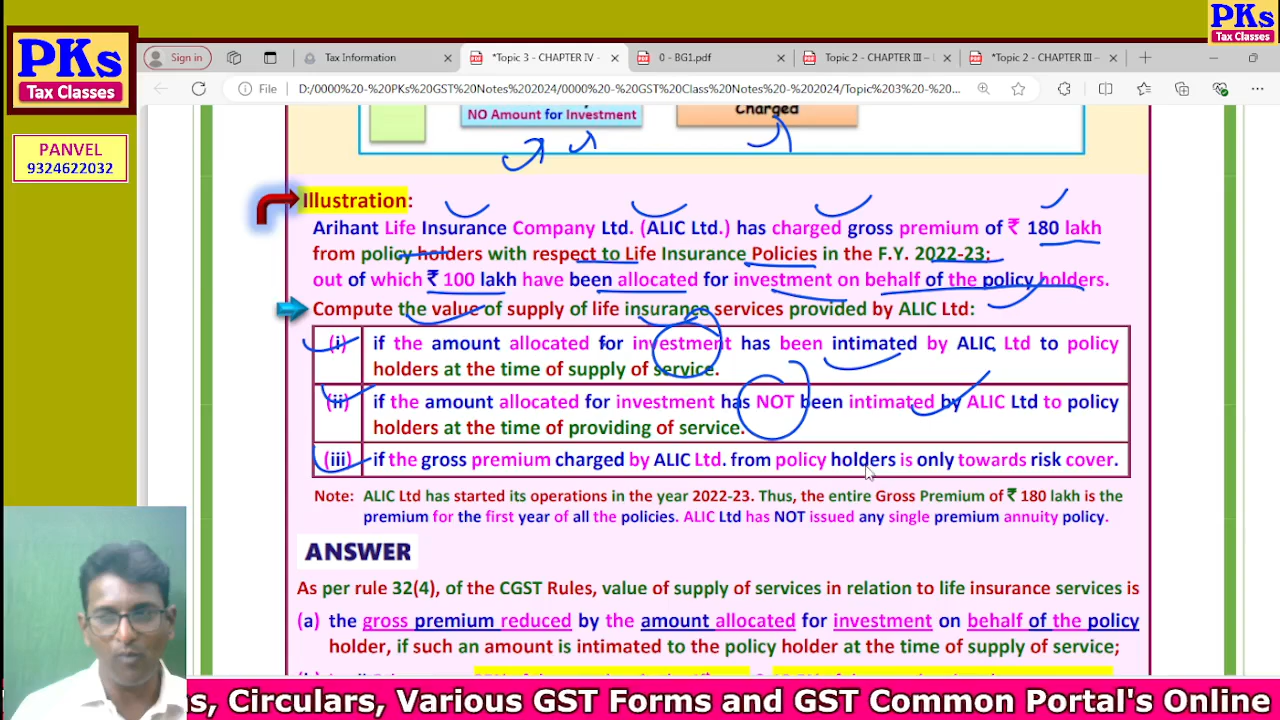 PKs
Tax Classes
PKs
Tax Classes
PANVEL
9324622032
Sign in
Tax Information
*Topic 3 - CHAPTER IV -
0 - BG1.pdf
Topic 2 - CHAPTER III – L
*Topic 2 - CHAPTER III –
File
D:/0000%20-%20PKs%20GST%20Notes%202024/0000%20-%20GST%20Class%20Notes%20-%202024/Topic%203%20-%20...
NO Amount for Investment
Charged
Illustration:
Arihant Life Insurance Company Ltd. (ALIC Ltd.) has charged gross premium of ₹ 180 lakh
from policy holders with respect to Life Insurance Policies in the F.Y. 2022-23;
out of which ₹ 100 lakh have been allocated for investment on behalf of the policy holders.
Compute the value of supply of life insurance services provided by ALIC Ltd:
(i) if the amount allocated for investment has been intimated by ALIC Ltd to policy
holders at the time of supply of service.
(ii) if the amount allocated for investment has NOT been intimated by ALIC Ltd to policy
holders at the time of providing of service.
(iii) if the gross premium charged by ALIC Ltd. from policy holders is only towards risk cover.
Note: ALIC Ltd has started its operations in the year 2022-23. Thus, the entire Gross Premium of ₹ 180 lakh is the
premium for the first year of all the policies. ALIC Ltd has NOT issued any single premium annuity policy.
ANSWER
As per rule 32(4), of the CGST Rules, value of supply of services in relation to life insurance services is
(a) the gross premium reduced by the amount allocated for investment on behalf of the policy
holder, if such an amount is intimated to the policy holder at the time of supply of service;
s, Circulars, Various GST Forms and GST Common Portal's Online